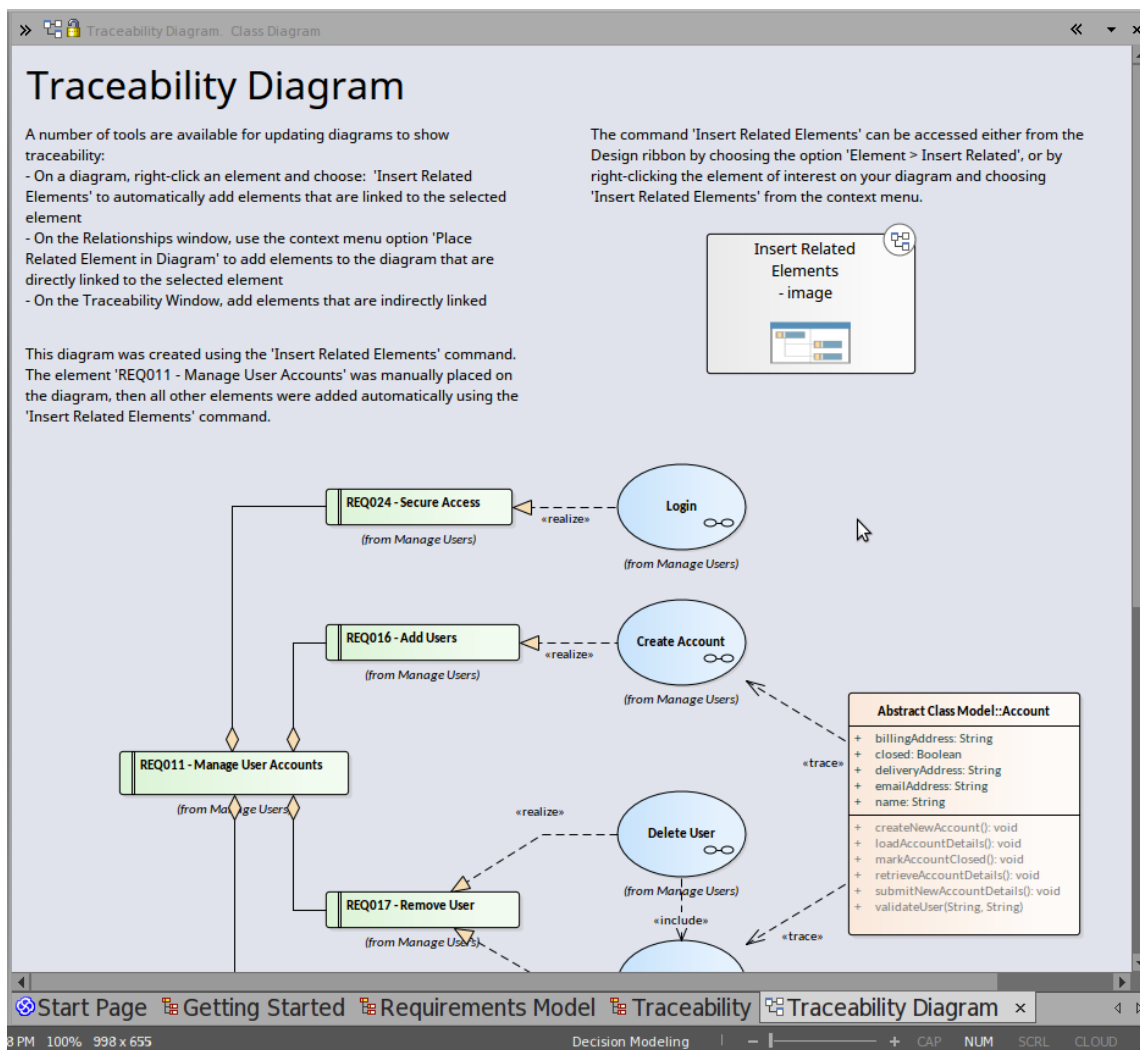 Traceability Diagram.  Class Diagram
Traceability Diagram
A number of tools are available for updating diagrams to show
traceability:
- On a diagram, right-click an element and choose:  'Insert Related
Elements' to automatically add elements that are linked to the selected
element
- On the Relationships window, use the context menu option 'Place
Related Element in Diagram' to add elements to the diagram that are
directly linked to the selected element
- On the Traceability Window, add elements that are indirectly linked
This diagram was created using the 'Insert Related Elements' command.
The element 'REQ011 - Manage User Accounts' was manually placed on
the diagram, then all other elements were added automatically using the
'Insert Related Elements' command.
The command 'Insert Related Elements' can be accessed either from the
Design ribbon by choosing the option 'Element > Insert Related', or by
right-clicking the element of interest on your diagram and choosing
'Insert Related Elements' from the context menu.
Insert Related
Elements
- image
REQ024 - Secure Access
(from Manage Users)
«realize»
Login
(from Manage Users)
REQ016 - Add Users
(from Manage Users)
«realize»
Create Account
(from Manage Users)
REQ011 - Manage User Accounts
(from Manage Users)
«trace»
Abstract Class Model::Account
+ billingAddress: String
+ closed: Boolean
+ deliveryAddress: String
+ emailAddress: String
+ name: String
+ createNewAccount(): void
+ loadAccountDetails(): void
+ markAccountClosed(): void
+ retrieveAccountDetails(): void
+ submitNewAccountDetails(): void
+ validateUser(String, String)
«realize»
Delete User
(from Manage Users)
REQ017 - Remove User
(from Manage Users)
«include»
«trace»
Start Page
Getting Started
Requirements Model
Traceability
Traceability Diagram
8 PM 100% 998 x 655
Decision Modeling
CAP NUM SCRL CLOUD